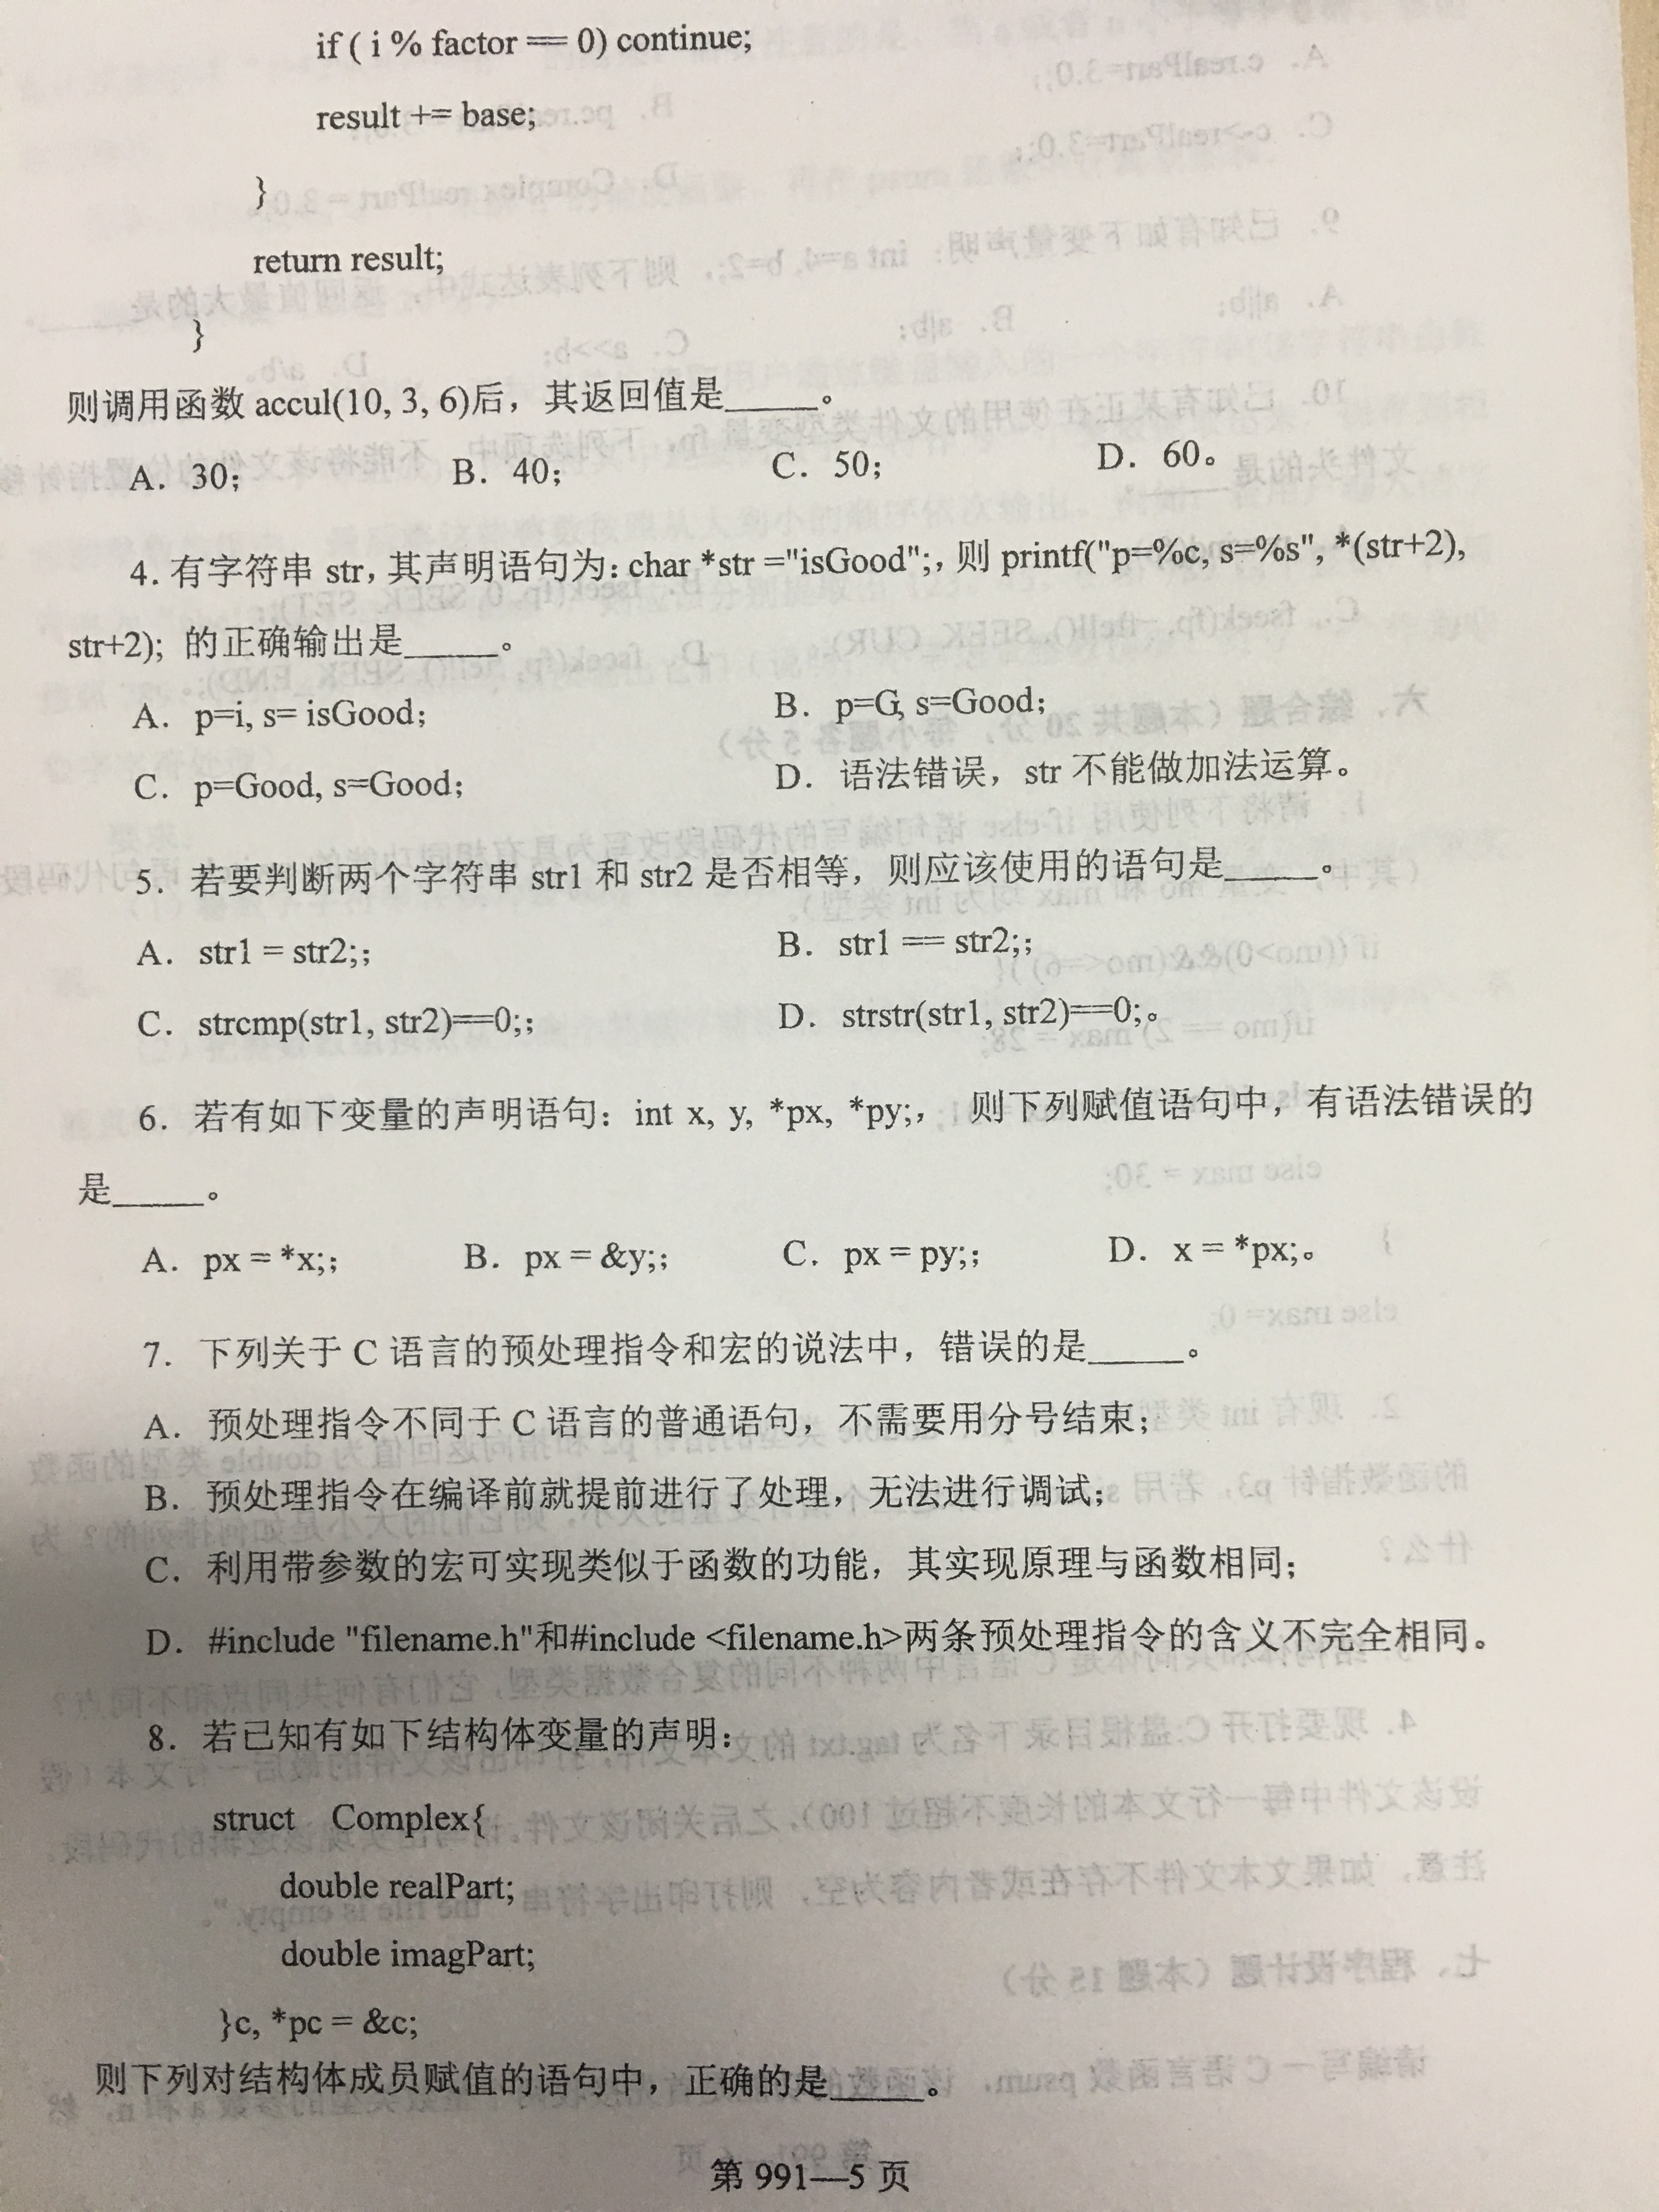 if ( i % factor == 0) continue;
result += base;
}
return result;
}
则调用函数 accul(10, 3, 6)后，其返回值是_____。
A．30； B．40； C．50； D．60。
4. 有字符串 str，其声明语句为：char *str ="isGood";，则 printf("p=%c, s=%s", *(str+2),
str+2); 的正确输出是_____。
A．p=i, s= isGood； B．p=G, s=Good；
C．p=Good, s=Good； D．语法错误，str 不能做加法运算。
5．若要判断两个字符串 str1 和 str2 是否相等，则应该使用的语句是_____。
A．str1 = str2;； B．str1 == str2;；
C．strcmp(str1, str2)==0;； D．strstr(str1, str2)==0;。
6．若有如下变量的声明语句：int x, y, *px, *py;， 则下列赋值语句中，有语法错误的
是_____。
A．px = *x;； B．px = &y;； C．px = py;； D．x = *px;。
7．下列关于 C 语言的预处理指令和宏的说法中，错误的是_____。
A．预处理指令不同于 C 语言的普通语句，不需要用分号结束；
B．预处理指令在编译前就提前进行了处理，无法进行调试；
C．利用带参数的宏可实现类似于函数的功能，其实现原理与函数相同；
D．#include "filename.h"和#include <filename.h>两条预处理指令的含义不完全相同。
8．若已知有如下结构体变量的声明：
struct Complex{
double realPart;
double imagPart;
}c, *pc = &c;
则下列对结构体成员赋值的语句中，正确的是_____。
第 991—5 页